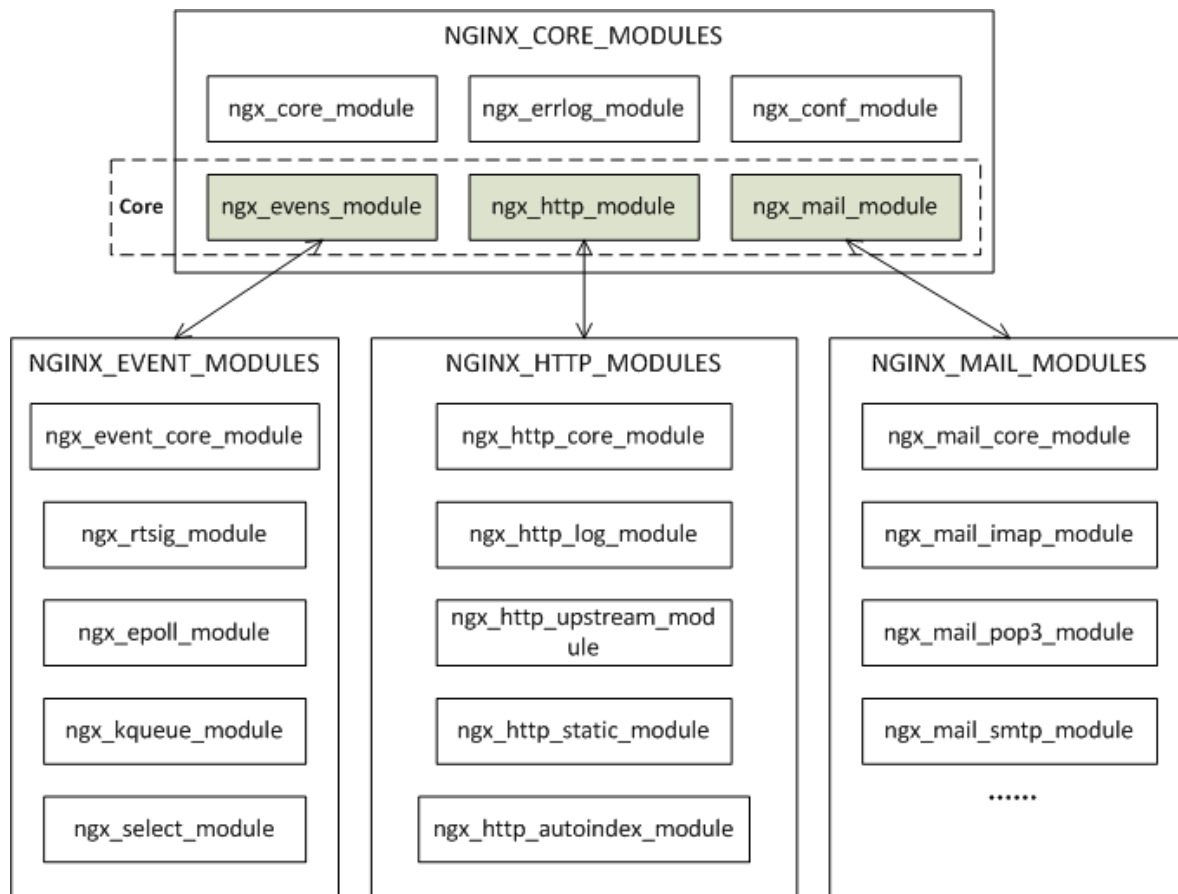 NGINX_CORE_MODULES
ngx_core_module
ngx_errlog_module
ngx_conf_module
Core
ngx_evens_module
ngx_http_module
ngx_mail_module
NGINX_EVENT_MODULES
ngx_event_core_module
ngx_rtsig_module
ngx_epoll_module
ngx_kqueue_module
ngx_select_module
NGINX_HTTP_MODULES
ngx_http_core_module
ngx_http_log_module
ngx_http_upstream_mod
ule
ngx_http_static_module
ngx_http_autoindex_module
NGINX_MAIL_MODULES
ngx_mail_core_module
ngx_mail_imap_module
ngx_mail_pop3_module
ngx_mail_smtp_module
......